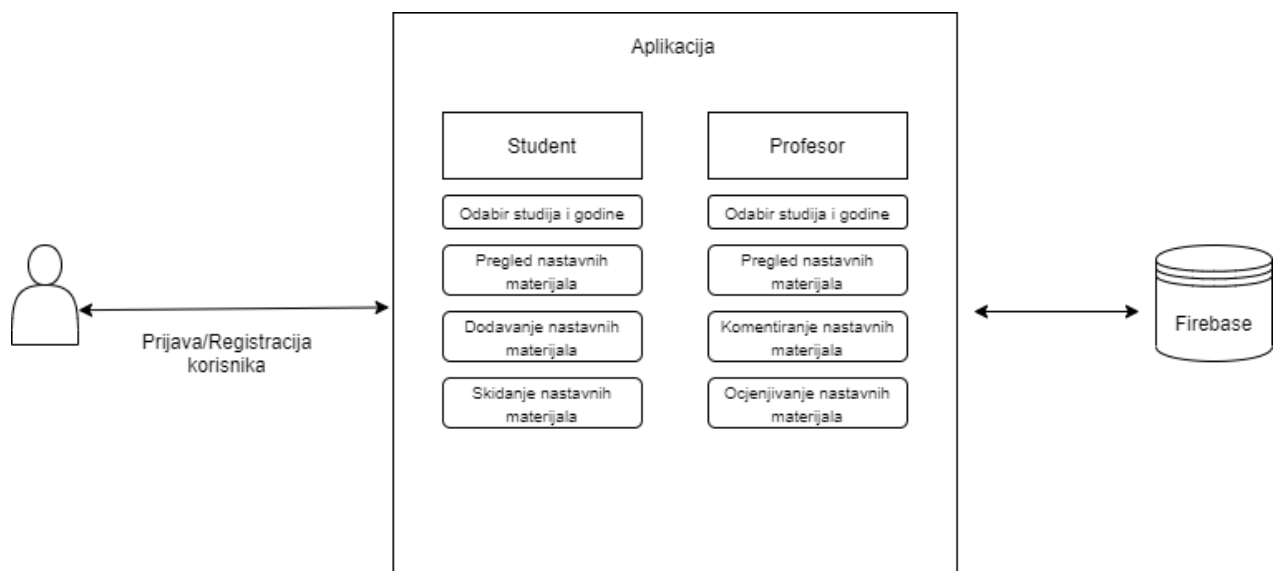 Aplikacija
Student
Profesor
Odabir studija i godine
Odabir studija i godine
Pregled nastavnih
materijala
Pregled nastavnih
materijala
Dodavanje nastavnih
materijala
Komentiranje nastavnih
materijala
Skidanje nastavnih
materijala
Ocjenjivanje nastavnih
materijala
Prijava/Registracija
korisnika
Firebase